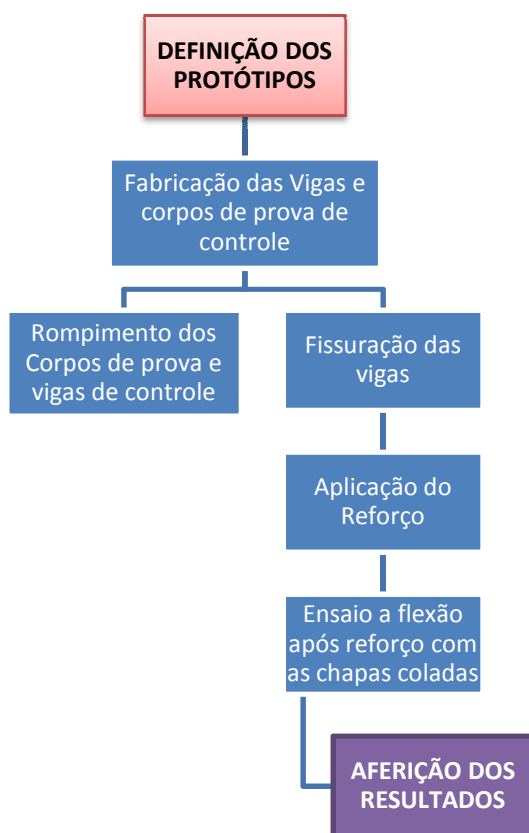 DEFINIÇÃO DOS
PROTÓTIPOS
Fabricação das Vigas e
corpos de prova de
controle
Rompimento dos
Corpos de prova e
vigas de controle
Fissuração das
vigas
Aplicação do
Reforço
Ensaio a flexão
após reforço com
as chapas coladas
AFERIÇÃO DOS
RESULTADOS